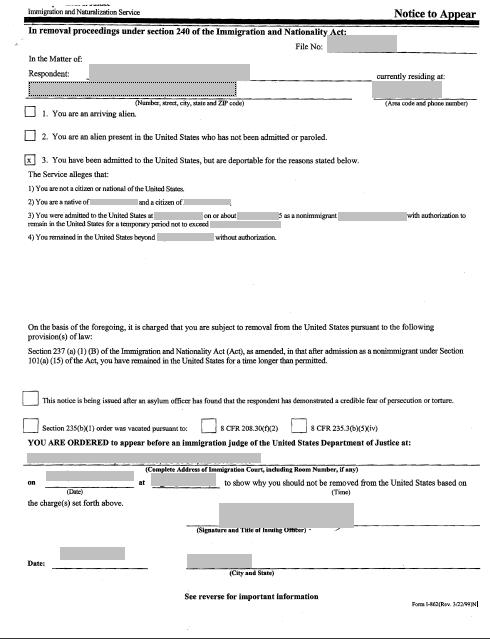 Immigration and Naturalization Service
Notice to Appear
In removal proceedings under section 240 of the Immigration and Nationality Act:
File No:
In the Matter of:
Respondent: currently residing at:
(Number, street, city, state and ZIP code) (Area code and phone number)
1. You are an arriving alien.
2. You are an alien present in the United States who has not been admitted or paroled.
x 3. You have been admitted to the United States, but are deportable for the reasons stated below.
The Service alleges that:
1) You are not a citizen or national of the United States.
2) You are a native of and a citizen of
3) You were admitted to the United States at on or about 5 as a nonimmigrant with authorization to
remain in the United States for a temporary period not to exceed
4) You remained in the United States beyond without authorization.
On the basis of the foregoing, it is charged that you are subject to removal from the United States pursuant to the following
provision(s) of law:
Section 237 (a) (1) (B) of the Immigration and Nationality Act (Act), as amended, in that after admission as a nonimmigrant under Section
101(a) (15) of the Act, you have remained in the United States for a time longer than permitted.
This notice is being issued after an asylum officer has found that the respondent has demonstrated a credible fear of persecution or torture.
Section 235(b)(1) order was vacated pursuant to: 8 CFR 208.30(f)(2) 8 CFR 235.3(b)(5)(iv)
YOU ARE ORDERED to appear before an immigration judge of the United States Department of Justice at:
(Complete Address of Immigration Court, including Room Number, if any)
on at to show why you should not be removed from the United States based on
(Date) (Time)
the charge(s) set forth above.
(Signature and Title of Issuing Officer)
Date:
(City and State)
See reverse for important information
Form I-862(Rev. 3/22/99)N